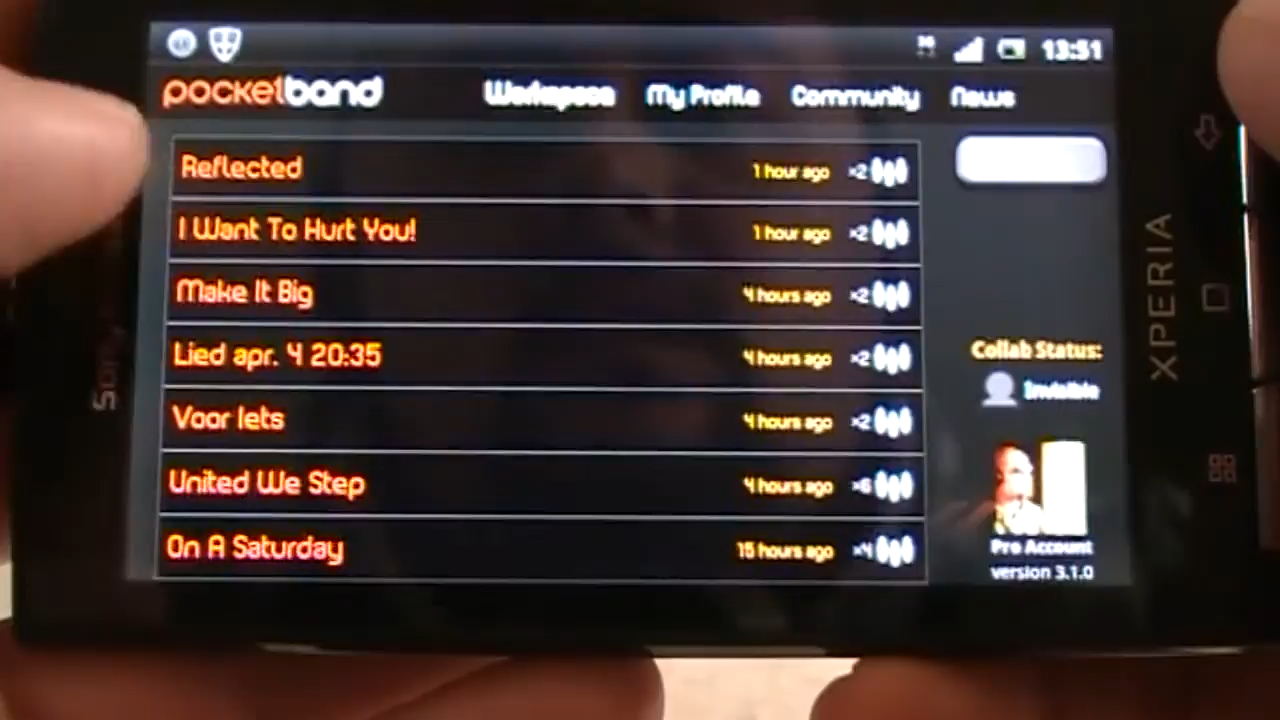 3G 13:51
pocketband Workspace My Profile Community News
Reflected 1 hour ago x2
I Want To Hurt You! 1 hour ago x2
Make It Big 4 hours ago x2
Lied apr. 4 20:35 4 hours ago x2
Voor Iets 4 hours ago x2
United We Step 4 hours ago x6
On A Saturday 15 hours ago x4
Collab Status:
Invisible
Pro Account
version 3.1.0
Sony
XPERIA